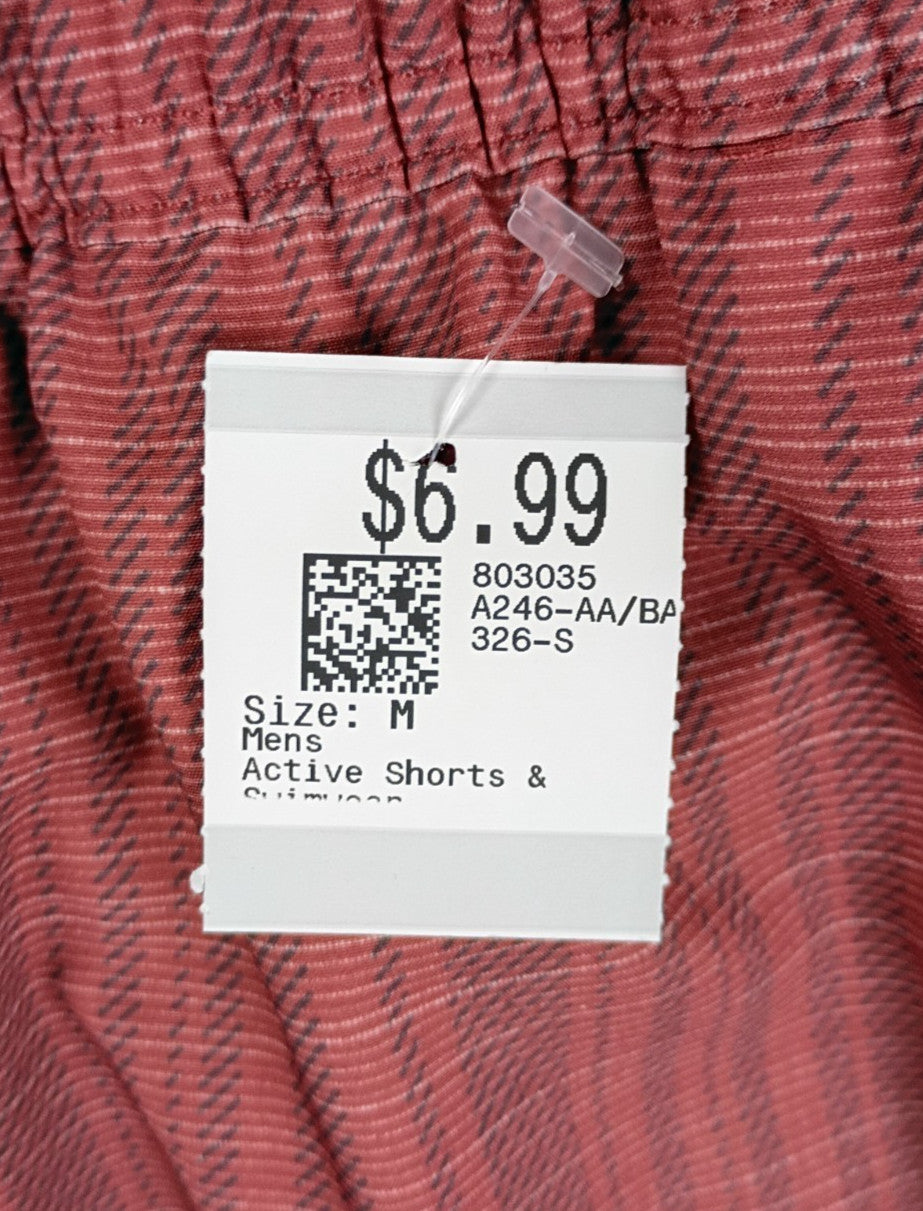 $6.99
803035
A246-AA/BA
326-S
Size: M
Mens
Active Shorts &